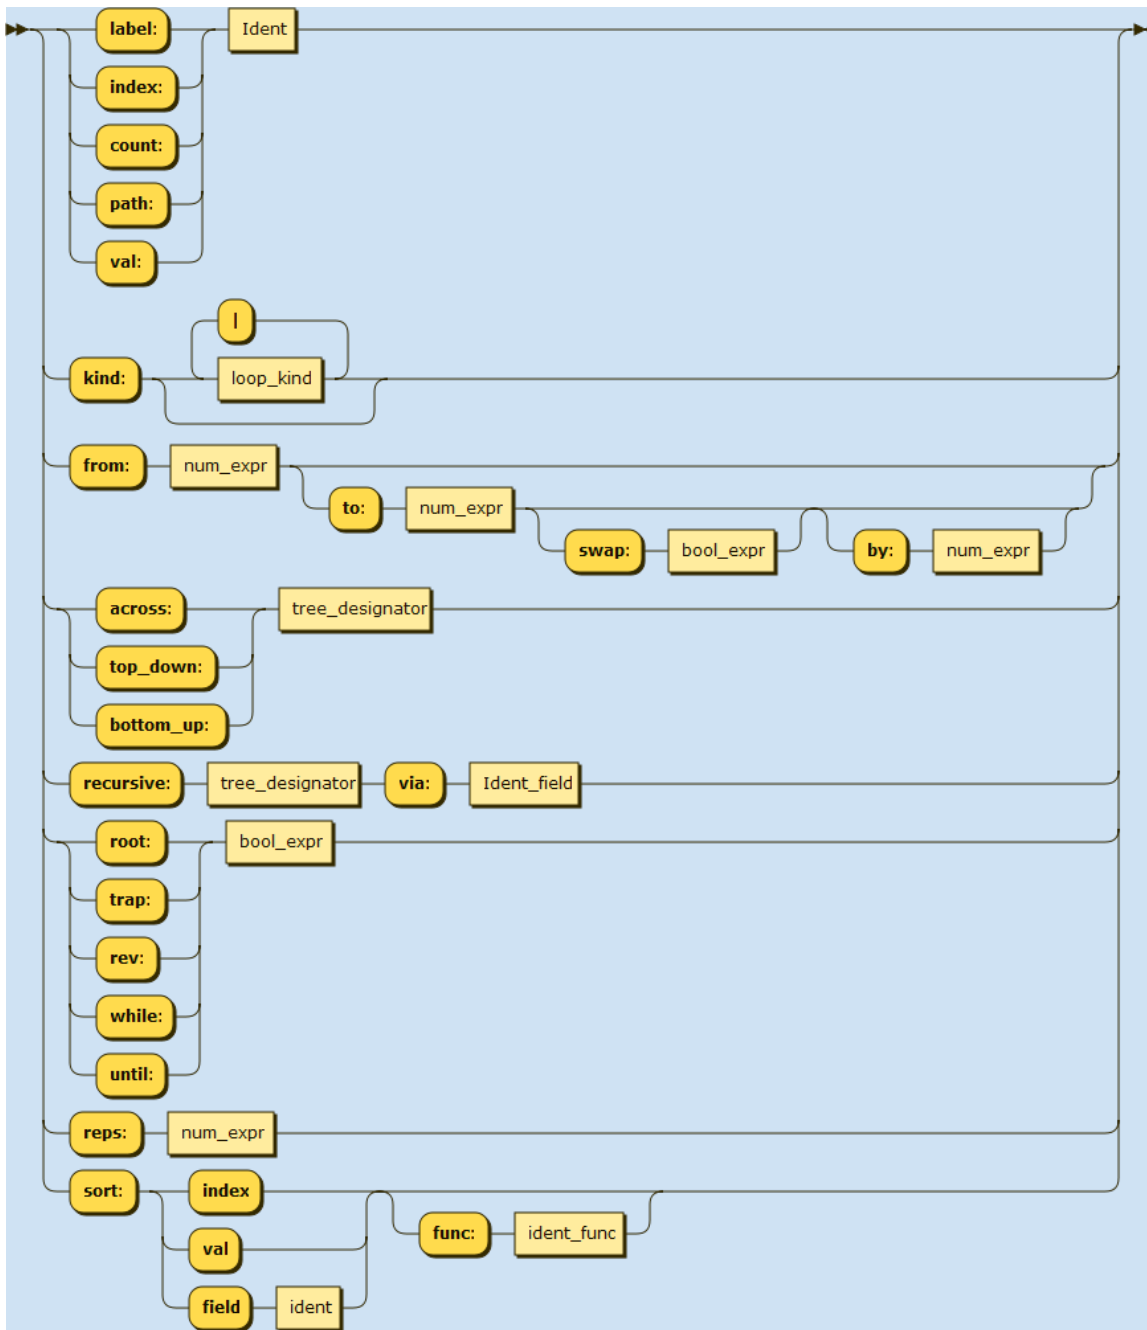 label: Ident
index:
count:
path:
val:
|
kind: loop_kind
from: num_expr
to: num_expr
swap: bool_expr by: num_expr
across: tree_designator
top_down:
bottom_up:
recursive: tree_designator via: Ident_field
root: bool_expr
trap:
rev:
while:
until:
reps: num_expr
sort: index
func: ident_func
val
field ident